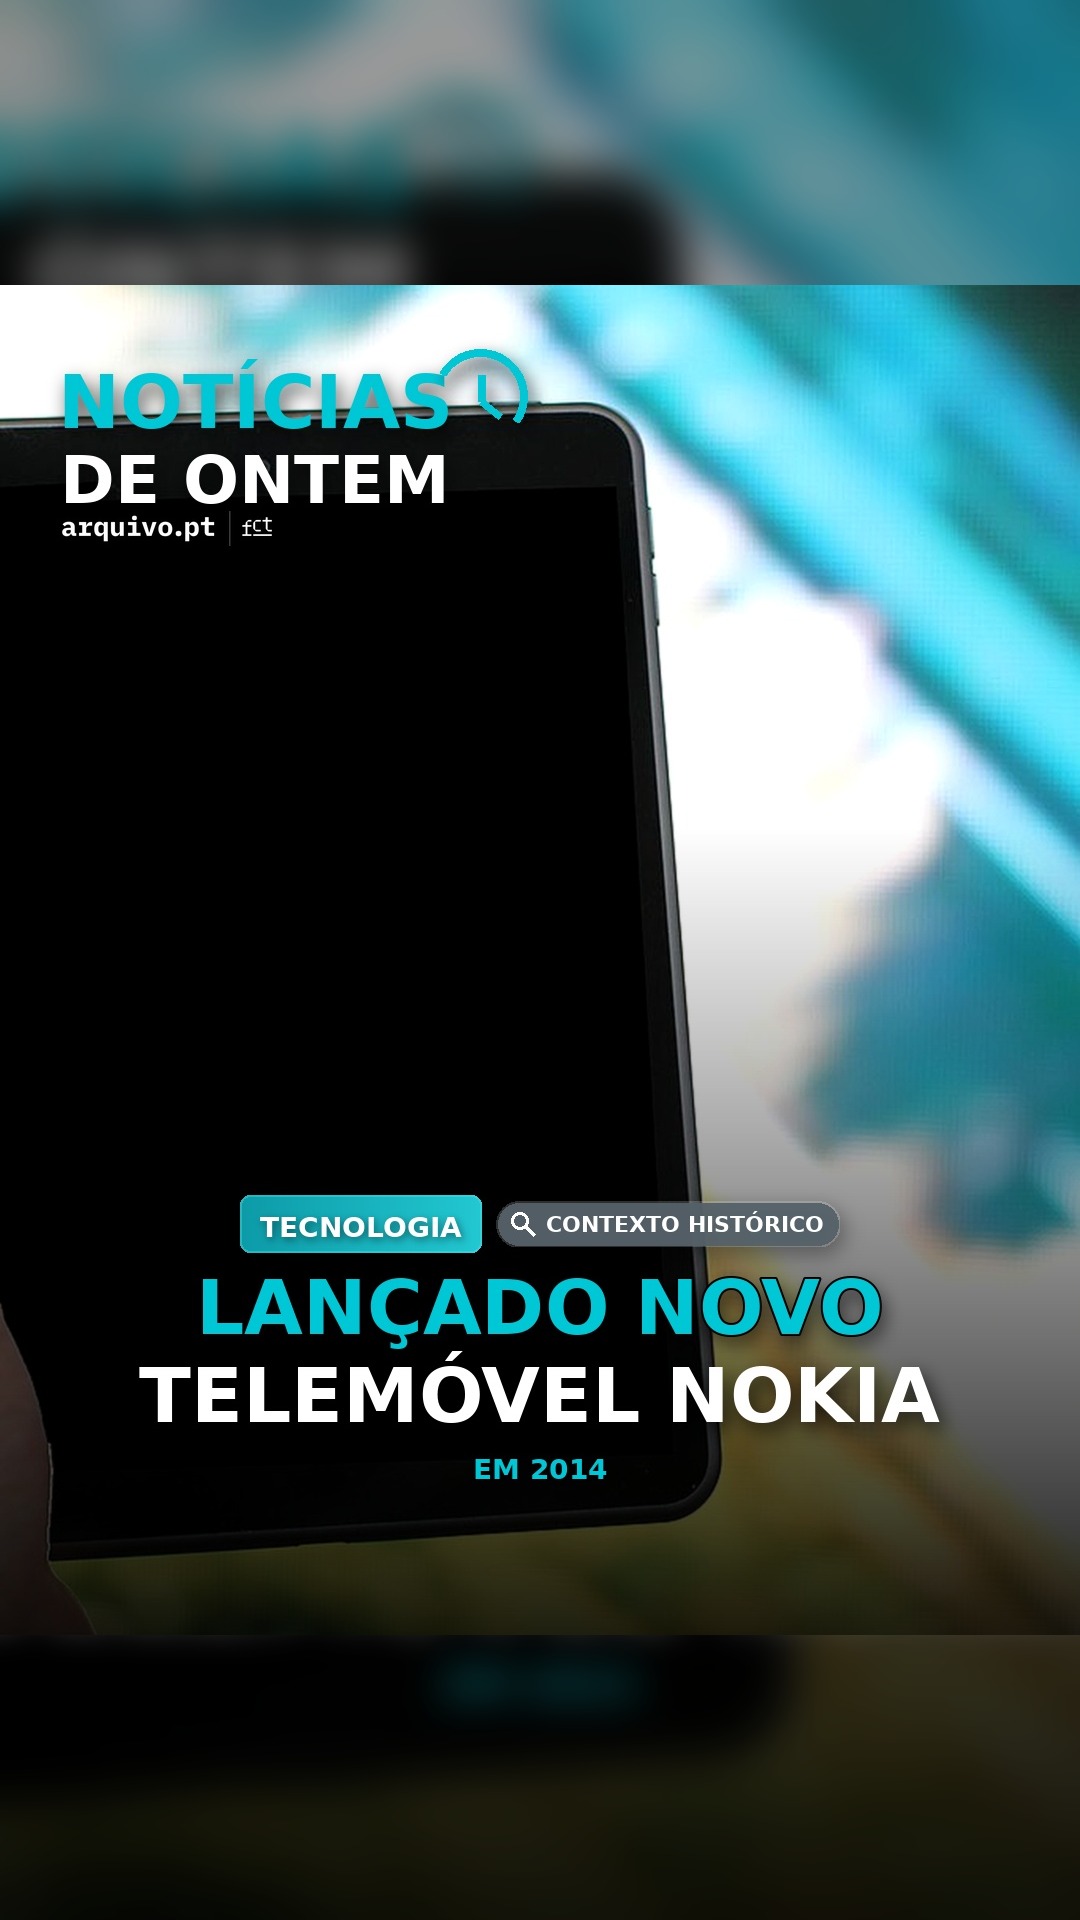 NOTÍCIAS
DE ONTEM
arquivo.pt fct
TECNOLOGIA CONTEXTO HISTÓRICO
LANÇADO NOVO
TELEMÓVEL NOKIA
EM 2014